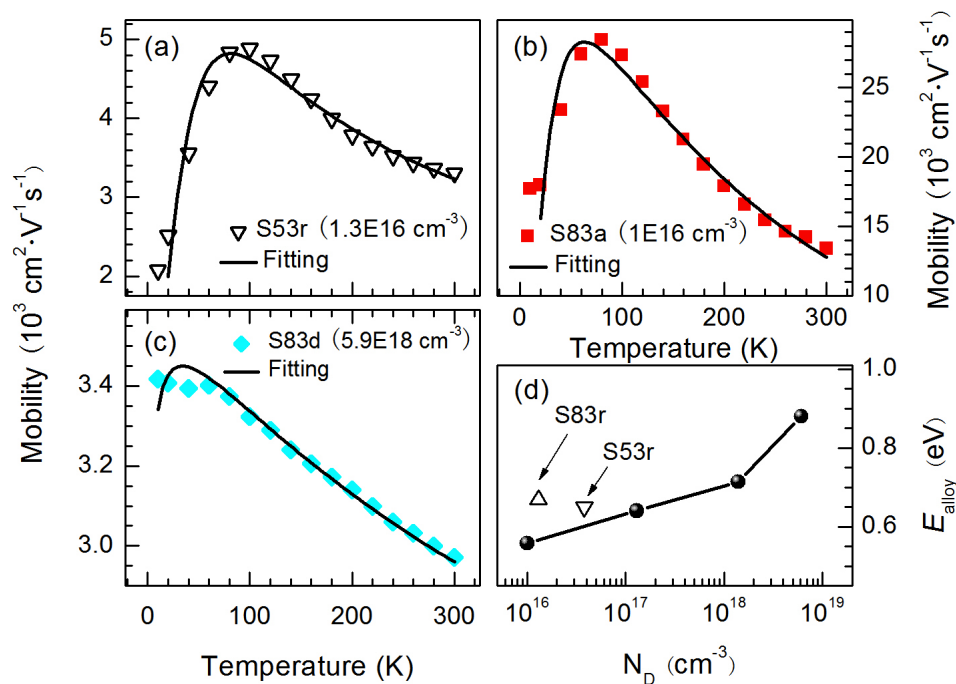 (a)
S53r (1.3E16 cm⁻³)
Fitting
5
4
3
2
(b)
S83a (1E16 cm⁻³)
Fitting
25
20
15
10
0 100 200 300
Temperature (K)
Mobility (10³ cm²·V⁻¹s⁻¹)
Mobility (10³ cm²·V⁻¹s⁻¹)
(c)
S83d (5.9E18 cm⁻³)
Fitting
3.4
3.2
3.0
0 100 200 300
Temperature (K)
(d)
S83r
S53r
1.0
0.8
0.6
E_alloy (eV)
10¹⁶ 10¹⁷ 10¹⁸ 10¹⁹
N_D (cm⁻³)